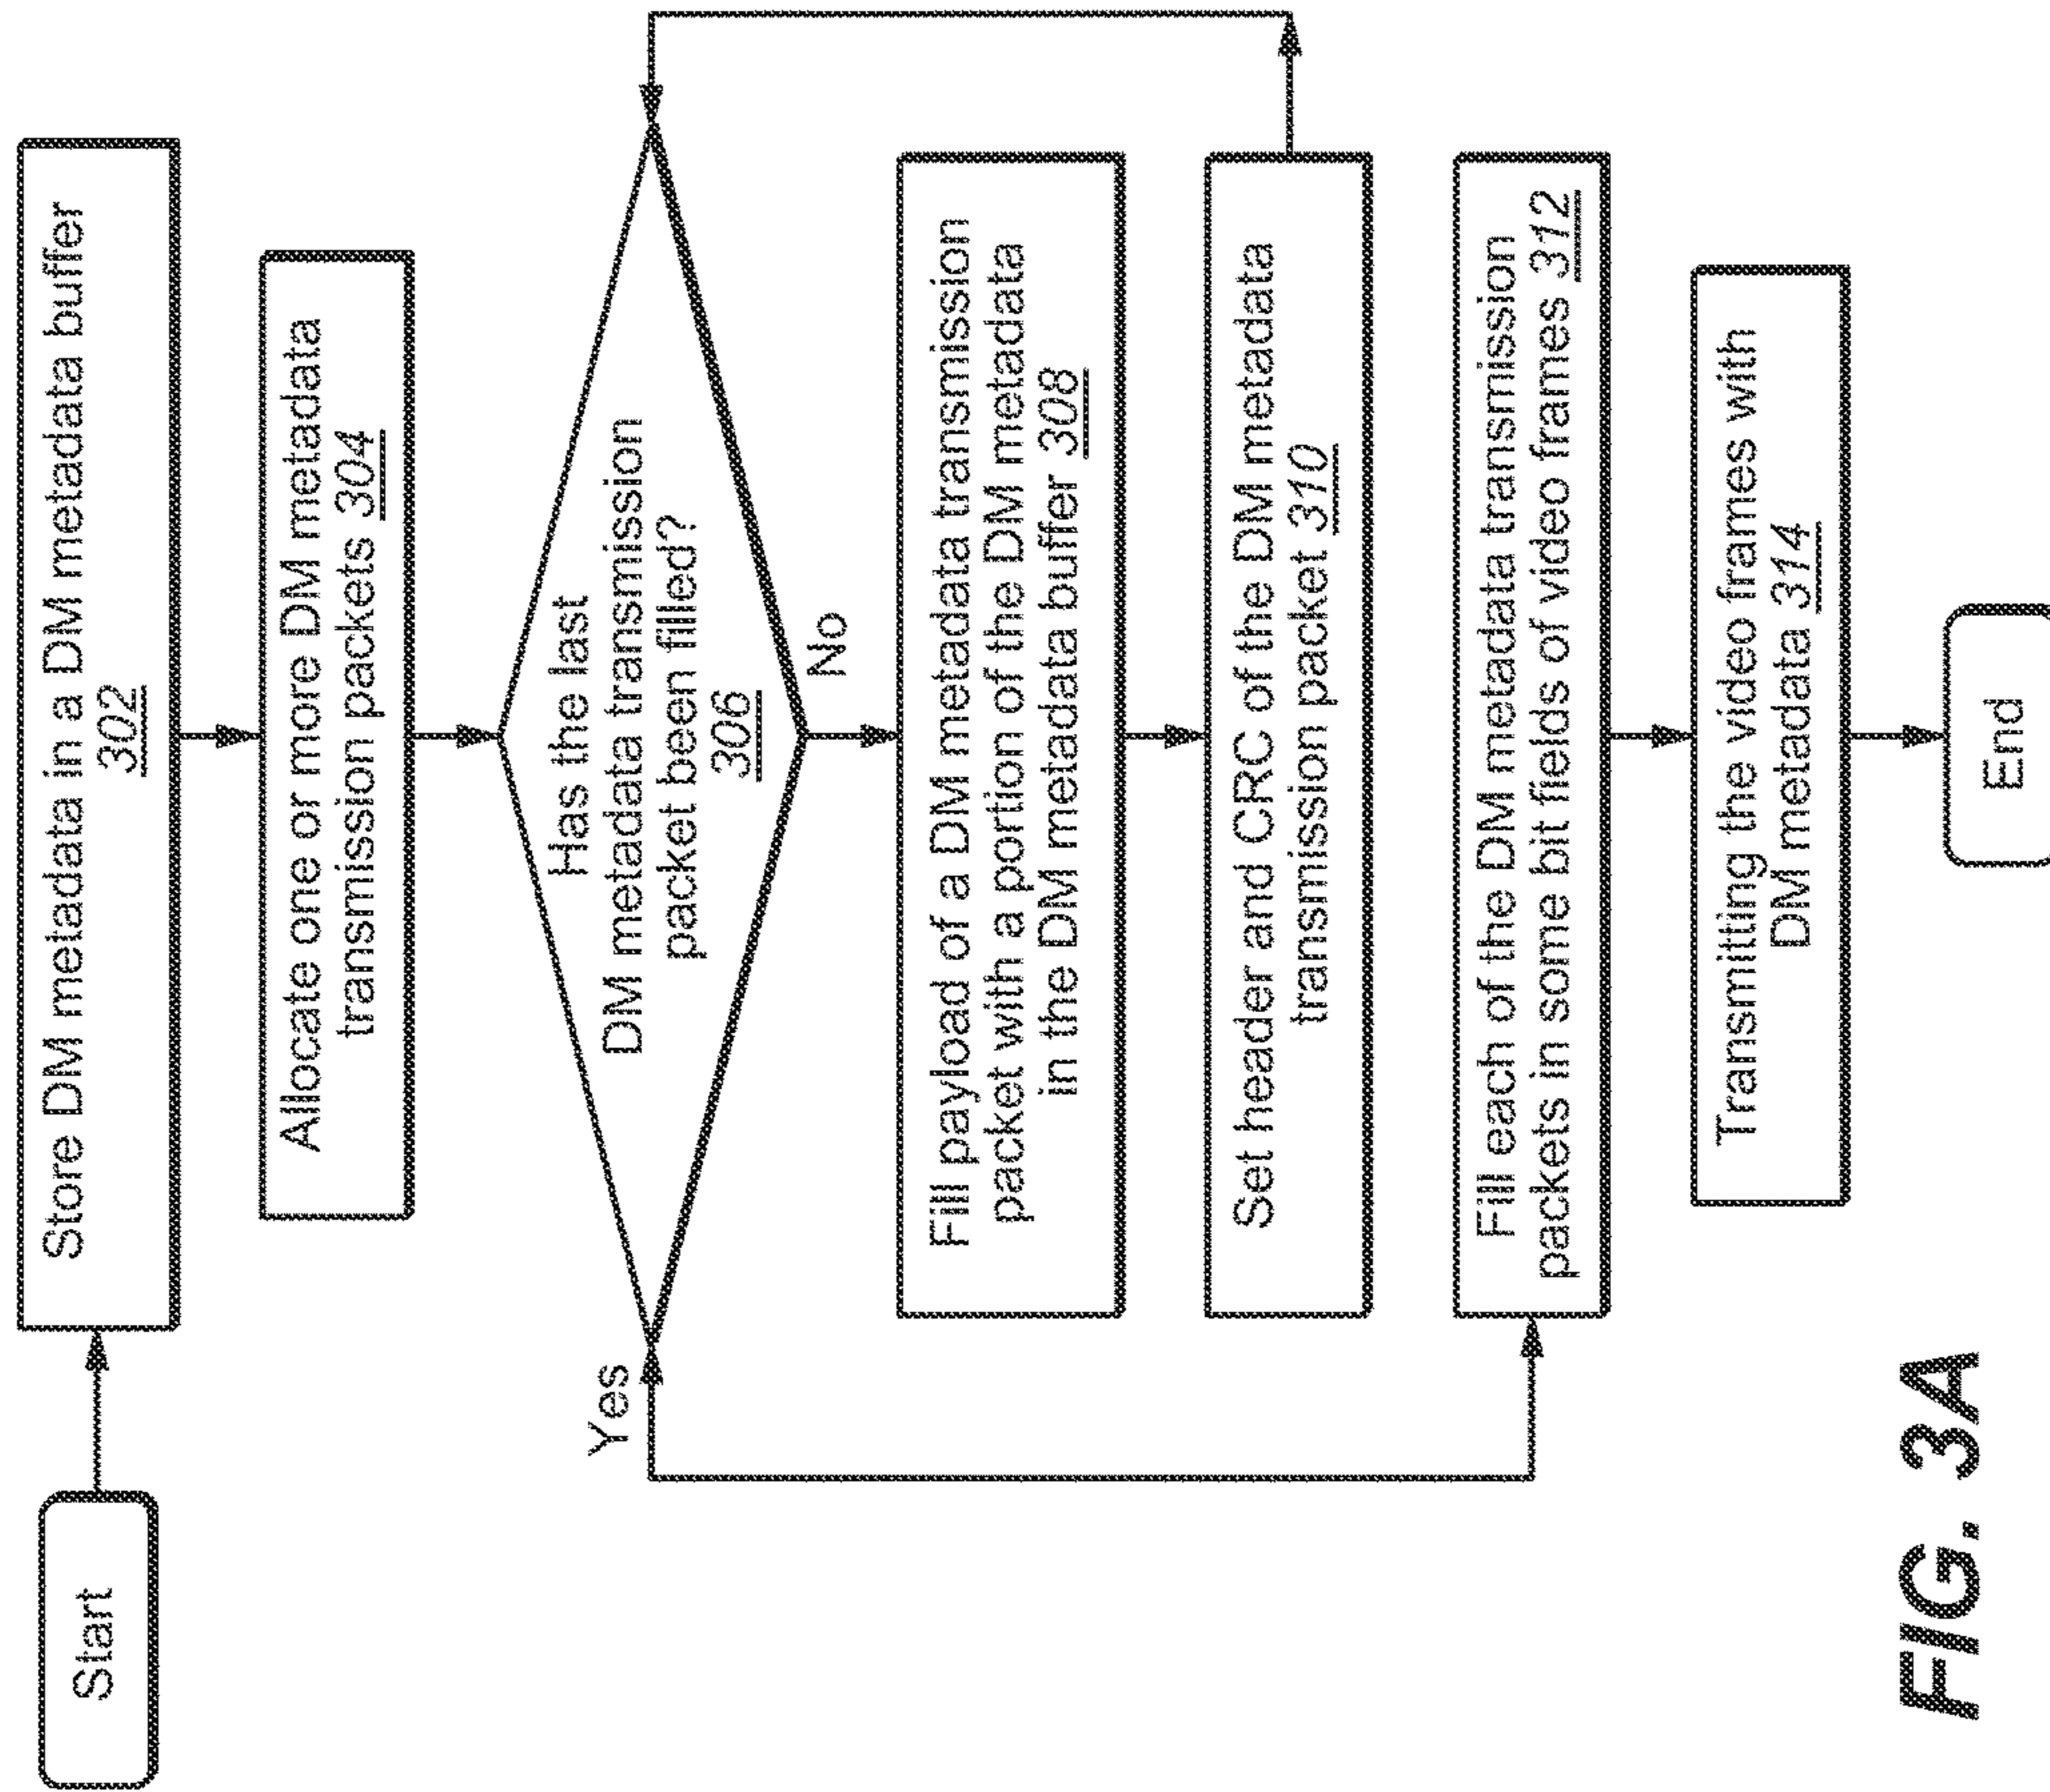 Start
Store DM metadata in a DM metadata buffer
302
Allocate one or more DM metadata
transmission packets 304
Has the last
DM metadata transmission
packet been filled?
306
Yes
No
Fill payload of a DM metadata transmission
packet with a portion of the DM metadata
in the DM metadata buffer 308
Set header and CRC of the DM metadata
transmission packet 310
Fill each of the DM metadata transmission
packets in some bit fields of video frames 312
Transmitting the video frames with
DM metadata 314
End
FIG. 3A